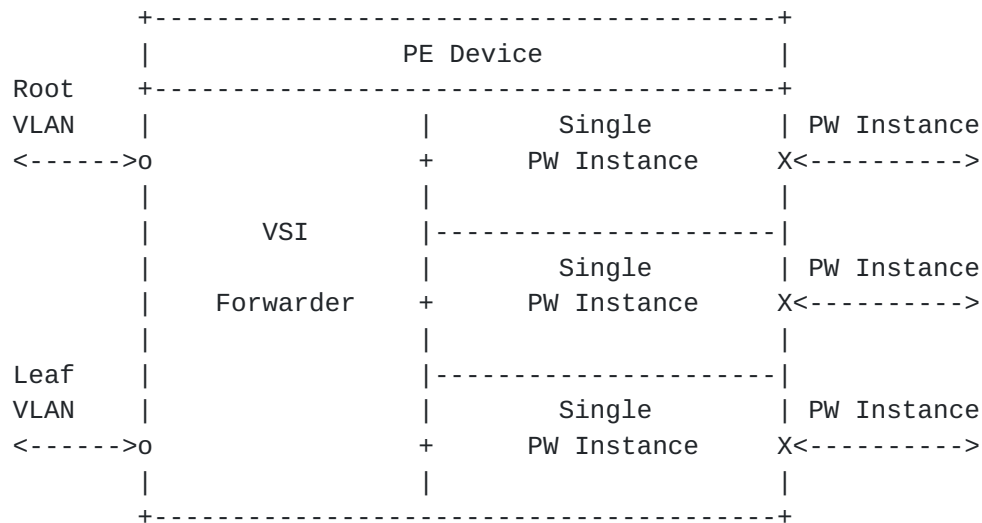 PE Device
Root
VLAN Single PW Instance
PW Instance
VSI
Single PW Instance
Forwarder PW Instance
Leaf
VLAN Single PW Instance
PW Instance